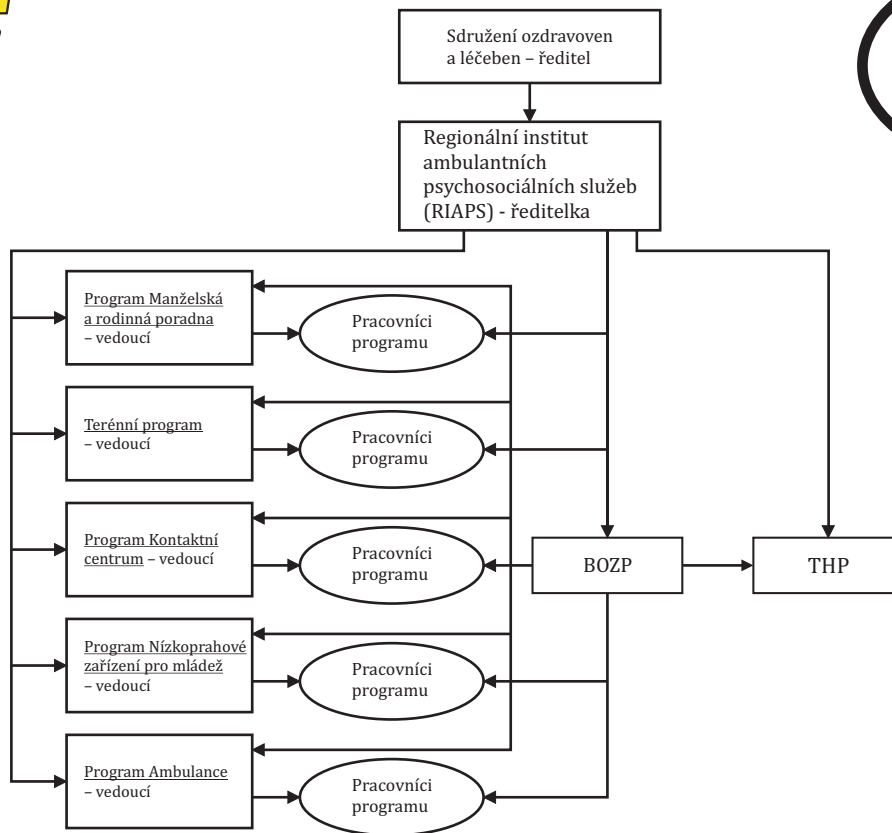 Sdružení ozdravoven
a léčeben – ředitel
Regionální institut
ambulantních
psychosociálních služeb
(RIAPS) - ředitelka
Program Manželská
a rodinná poradna
– vedoucí
Pracovníci
programu
Terénní program
– vedoucí
Pracovníci
programu
Program Kontaktní
centrum – vedoucí
Pracovníci
programu
BOZP
THP
Program Nízkoprahové
zařízení pro mládež
– vedoucí
Pracovníci
programu
Program Ambulance
– vedoucí
Pracovníci
programu